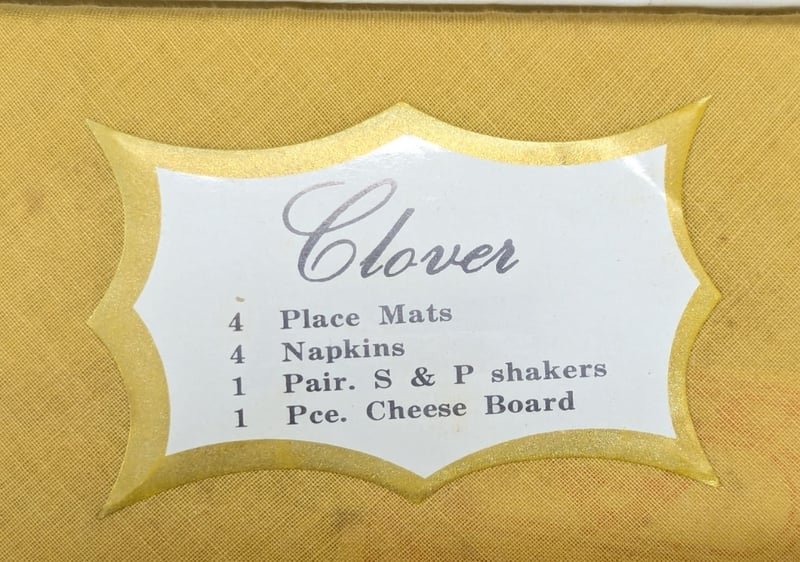 Clover
4 Place Mats
4 Napkins
1 Pair. S & P shakers
1 Pce. Cheese Board